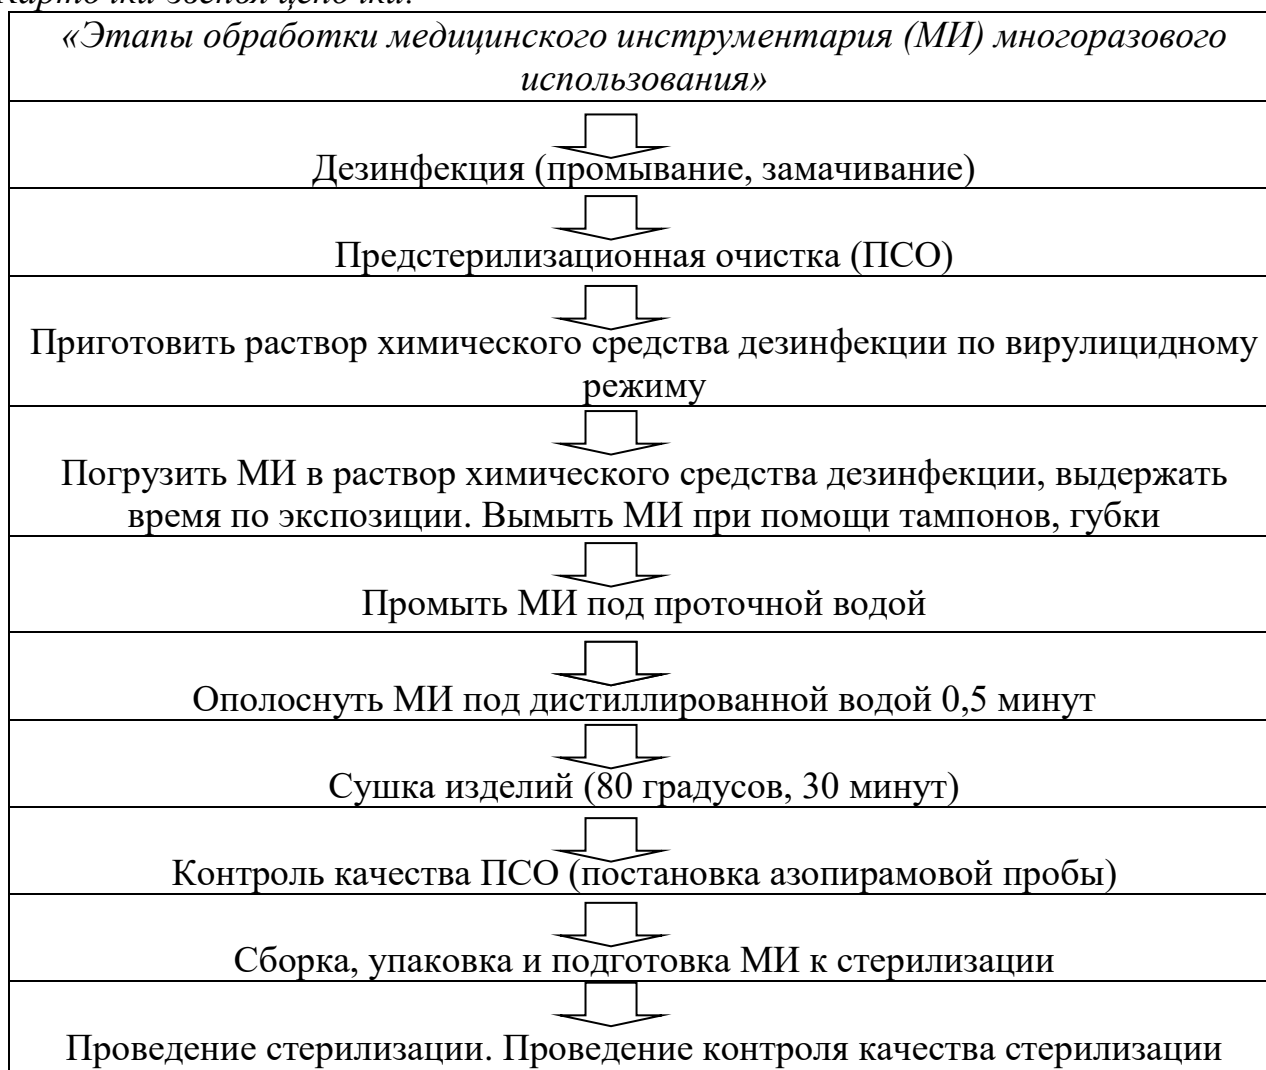 Карточки-звенья цепочки:
«Этапы обработки медицинского инструментария (МИ) многоразового
использования»
Дезинфекция (промывание, замачивание)
Предстерилизационная очистка (ПСО)
Приготовить раствор химического средства дезинфекции по вирулицидному
режиму
Погрузить МИ в раствор химического средства дезинфекции, выдержать
время по экспозиции. Вымыть МИ при помощи тампонов, губки
Промыть МИ под проточной водой
Ополоснуть МИ под дистиллированной водой 0,5 минут
Сушка изделий (80 градусов, 30 минут)
Контроль качества ПСО (постановка азопирамовой пробы)
Сборка, упаковка и подготовка МИ к стерилизации
Проведение стерилизации. Проведение контроля качества стерилизации